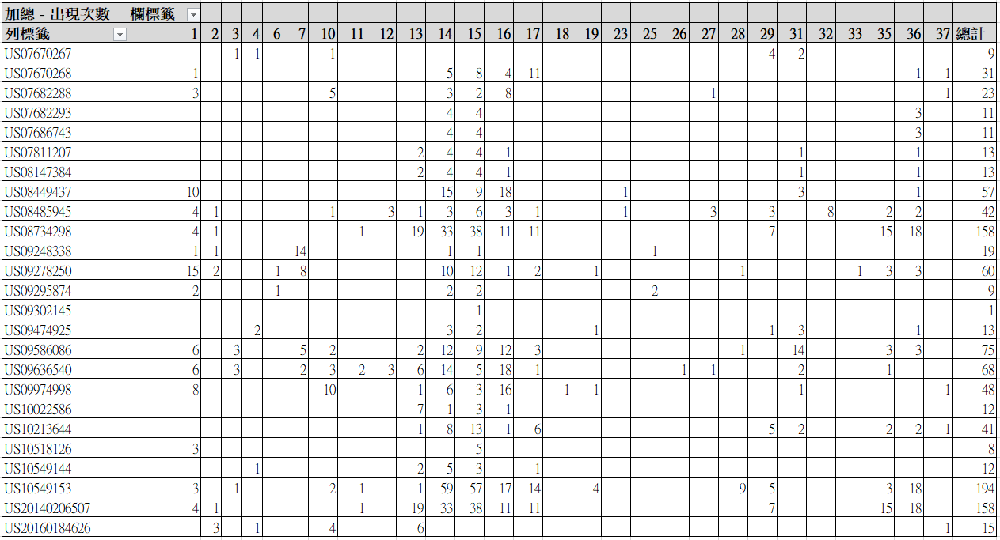 加總 - 出現次數 欄標籤
列標籤 1 2 3 4 6 7 10 11 12 13 14 15 16 17 18 19 23 25 26 27 28 29 31 32 33 35 36 37 總計
US07670267 1 1 1 4 2 9
US07670268 1 5 8 4 11 1 1 31
US07682288 3 5 3 2 8 1 1 23
US07682293 4 4 3 11
US07686743 4 4 3 11
US07811207 2 4 4 1 1 1 13
US08147384 2 4 4 1 1 1 13
US08449437 10 15 9 18 1 3 1 57
US08485945 4 1 1 3 1 3 6 3 1 1 3 3 8 2 2 42
US08734298 4 1 1 19 33 38 11 11 7 15 18 158
US09248338 1 1 14 1 1 1 19
US09278250 15 2 1 8 10 12 1 2 1 1 1 3 3 60
US09295874 2 1 2 2 2 9
US09302145 1 1
US09474925 2 3 2 1 1 3 1 13
US09586086 6 3 5 2 2 12 9 12 3 1 14 3 3 75
US09636540 6 3 2 3 2 3 6 14 5 18 1 1 1 2 1 68
US09974998 8 10 1 6 3 16 1 1 1 1 48
US10022586 7 1 3 1 12
US10213644 1 8 13 1 6 5 2 2 2 1 41
US10518126 3 5 8
US10549144 1 2 5 3 1 12
US10549153 3 1 2 1 1 59 57 17 14 4 9 5 3 18 194
US20140206507 4 1 1 19 33 38 11 11 7 15 18 158
US20160184626 3 1 4 6 1 15